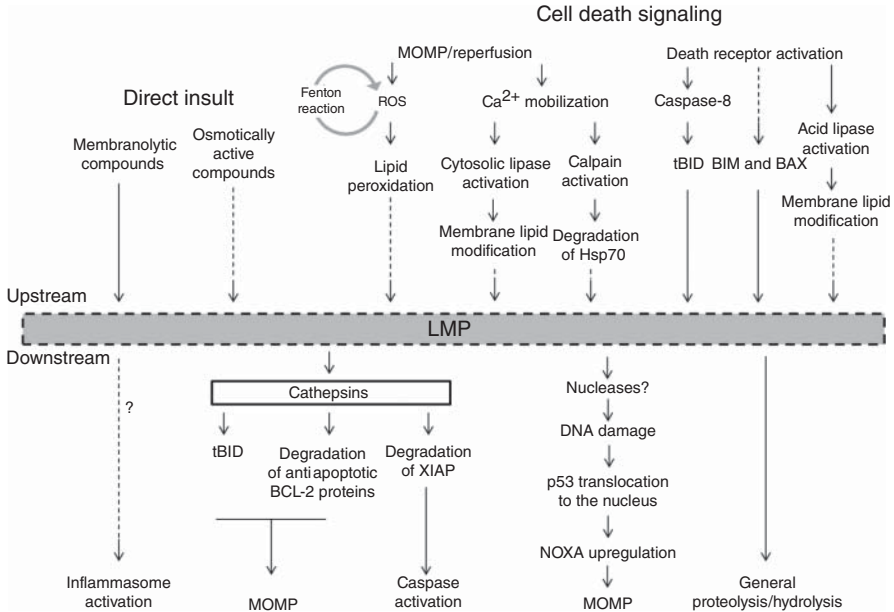 Cell death signaling
MOMP/reperfusion
Death receptor activation
Direct insult
Fenton
reaction
ROS
Ca2+ mobilization
Caspase-8
Membranolytic
compounds
Osmotically
active
compounds
Acid lipase
activation
Lipid
peroxidation
Cytosolic lipase
activation
Calpain
activation
tBID
BIM and BAX
Membrane lipid
modification
Degradation
of Hsp70
Membrane lipid
modification
Upstream
LMP
Downstream
?
Cathepsins
Nucleases?
tBID
Degradation
of antiapoptotic
BCL-2 proteins
Degradation
of XIAP
DNA damage
p53 translocation
to the nucleus
NOXA upregulation
Inflammasome
activation
MOMP
Caspase
activation
MOMP
General
proteolysis/hydrolysis